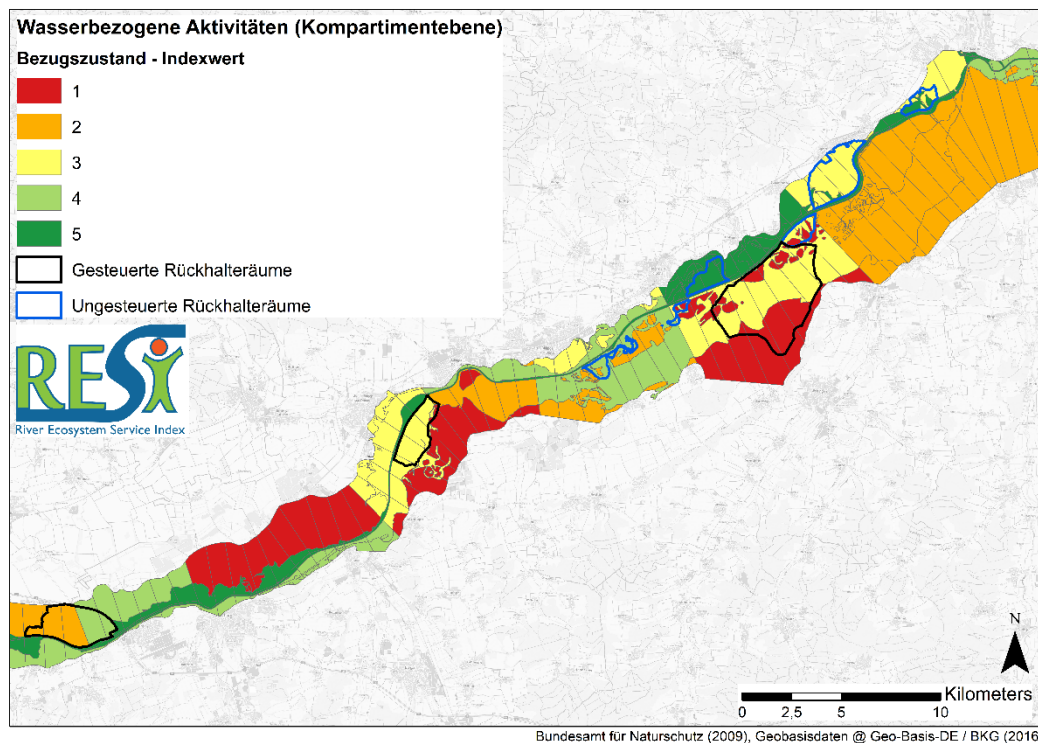 Wasserbezogene Aktivitäten (Kompartimentebene)
Bezugszustand - Indexwert
1
2
3
4
5
Gesteuerte Rückhalteräume
Ungesteuerte Rückhalteräume
RESI
River Ecosystem Service Index
N
Kilometers
0 2,5 5 10
Bundesamt für Naturschutz (2009), Geobasisdaten @ Geo-Basis-DE / BKG (2016